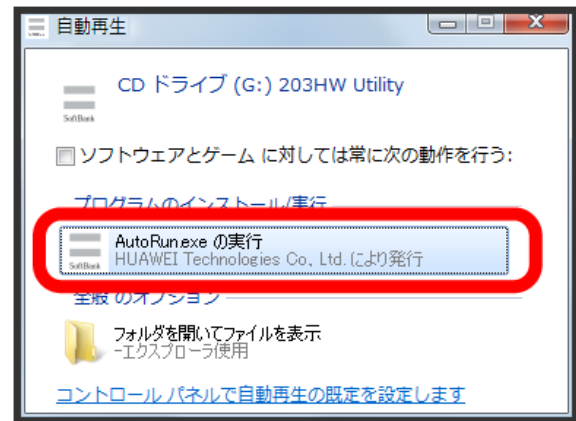 自動再生
CD ドライブ (G:) 203HW Utility
SoftBank
ソフトウェアとゲーム に対しては常に次の動作を行う:
プログラムのインストール/実行
AutoRun.exe の実行
SoftBank
HUAWEI Technologies Co., Ltd. により発行
全般 のオプション
フォルダを開いてファイルを表示
-エクスプローラ使用
コントロール パネルで自動再生の既定を設定します